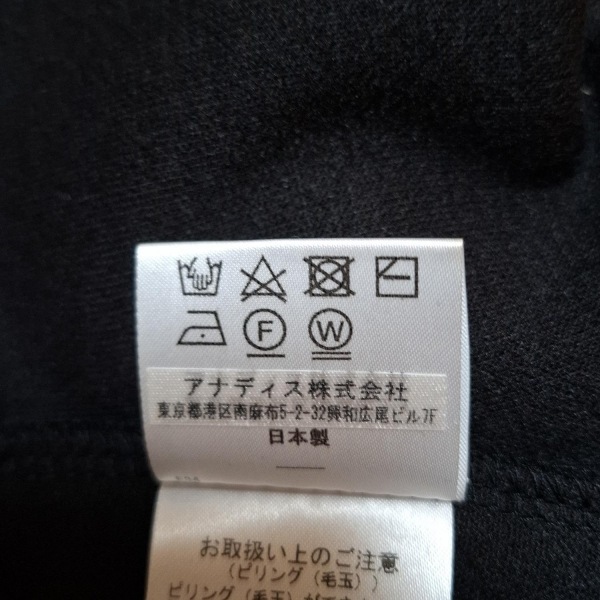 F W
アナディス株式会社
東京都港区南麻布5-2-32興和広尾ビル7F
日本製
お取扱い上のご注意
(ピリング(毛玉))